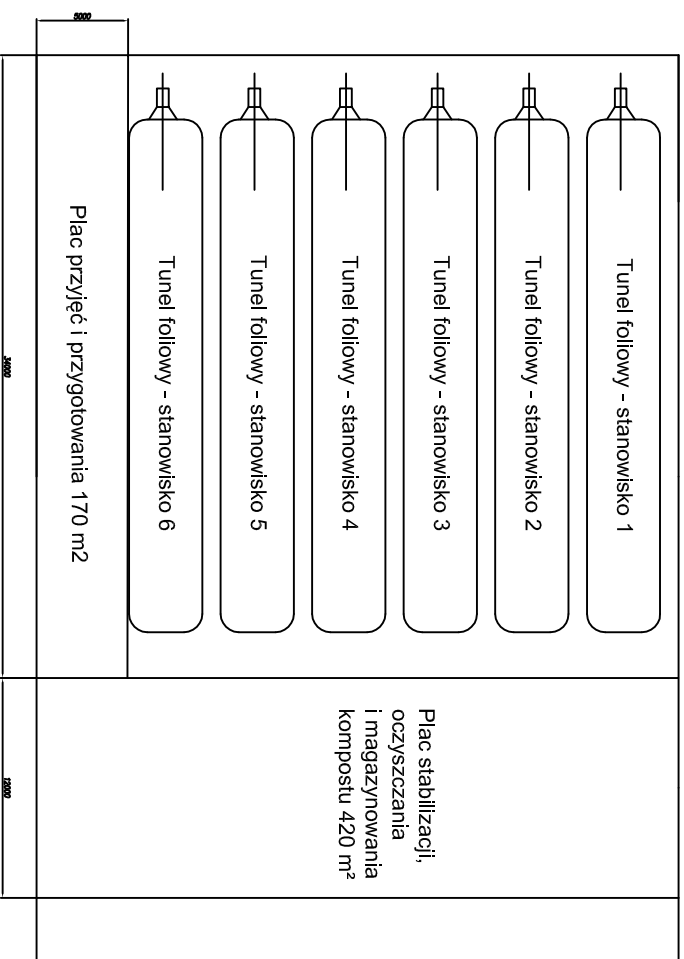 5000
34000
12000
Tunel foliowy - stanowisko 1
Tunel foliowy - stanowisko 2
Tunel foliowy - stanowisko 3
Tunel foliowy - stanowisko 4
Tunel foliowy - stanowisko 5
Tunel foliowy - stanowisko 6
Plac przyjęć i przygotowania 170 m2
Plac stabilizacji,
oczyszczania
i magazynowania
kompostu 420 m²